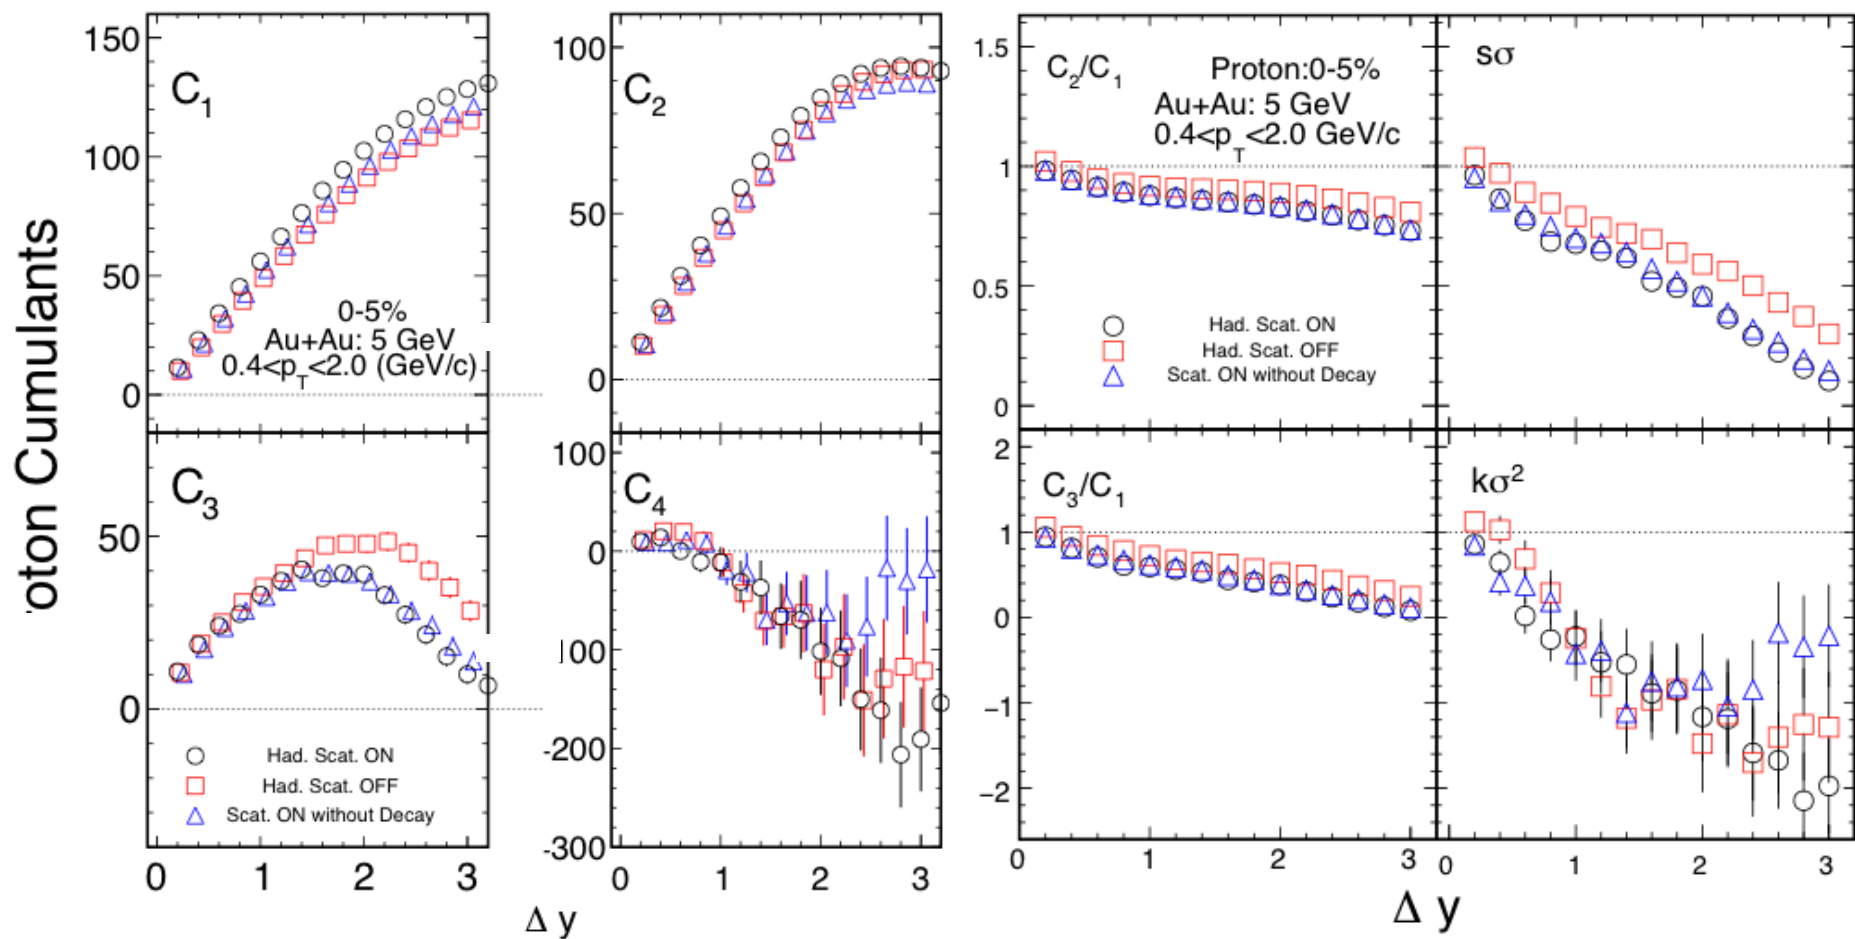 roton Cumulants
150
100
50
0
C1
0-5%
Au+Au: 5 GeV
0.4<pT<2.0 (GeV/c)
100
50
0
C2
50
0
C3
Had. Scat. ON
Had. Scat. OFF
Scat. ON without Decay
0 1 2 3
100
0
100
-200
-300
C4
0 1 2 3
Δ y
1.5
1
0.5
0
C2/C1
Proton:0-5%
Au+Au: 5 GeV
0.4<pT<2.0 GeV/c
Had. Scat. ON
Had. Scat. OFF
Scat. ON without Decay
sσ
2
1
0
−1
−2
C3/C1
0 1 2 3
kσ²
0 1 2 3
Δ y